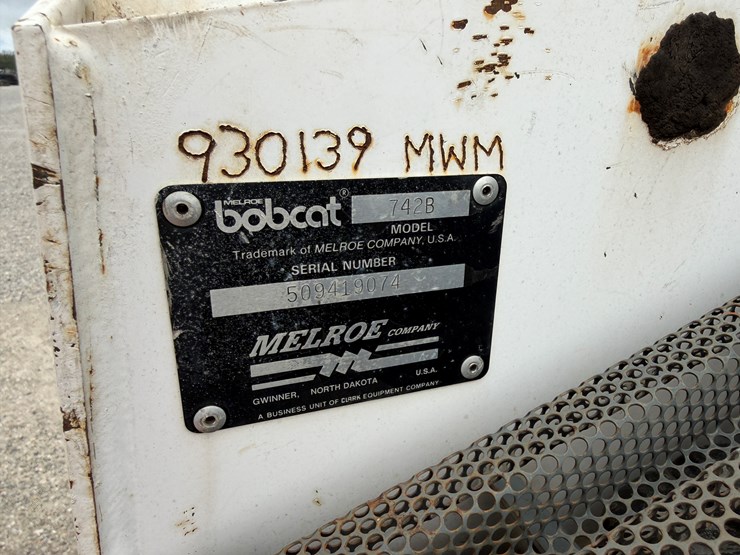 930139 MWM
MELROE
bobcat® 742B
MODEL
Trademark of MELROE COMPANY, U.S.A.
SERIAL NUMBER
509419074
MELROE COMPANY
GWINNER, NORTH DAKOTA U.S.A.
A BUSINESS UNIT OF CLARK EQUIPMENT COMPANY